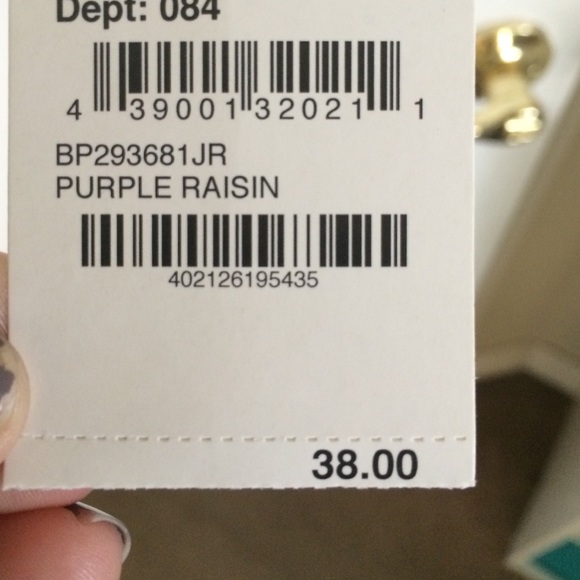 Dept: 084
4 39001 32021 1
BP293681JR
PURPLE RAISIN
402126195435
38.00